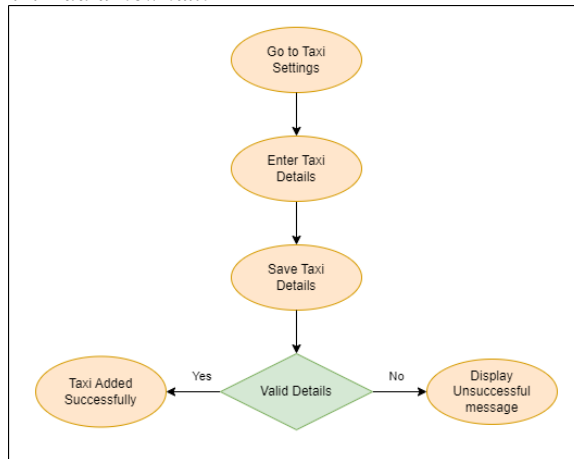 Go to Taxi
Settings
Enter Taxi
Details
Save Taxi
Details
Yes
No
Taxi Added
Successfully
Valid Details
Display
Unsuccessful
message